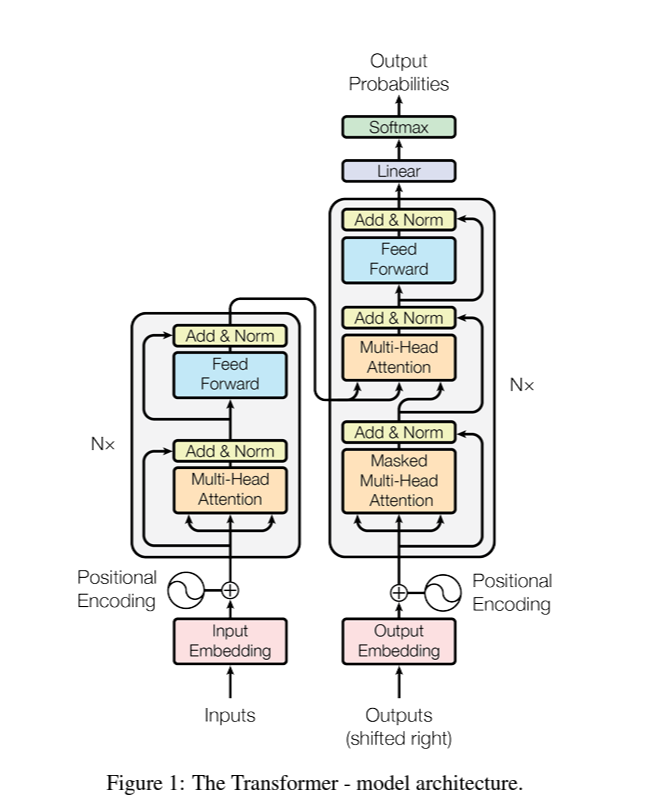 Output
Probabilities
Softmax
Linear
Add & Norm
Feed
Forward
Add & Norm
Multi-Head
Attention
Add & Norm
Masked
Multi-Head
Attention
N×
Add & Norm
Feed
Forward
Add & Norm
Multi-Head
Attention
N×
Positional
Encoding
Positional
Encoding
Input
Embedding
Output
Embedding
Inputs
Outputs
(shifted right)
Figure 1: The Transformer - model architecture.